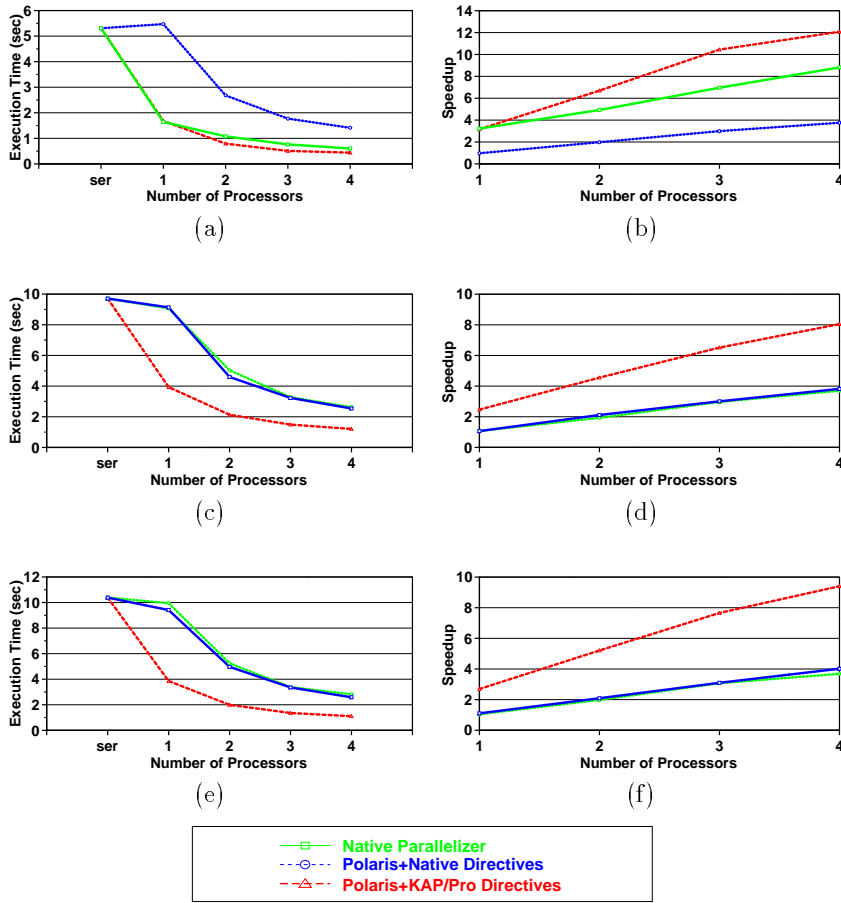 Execution Time (sec)
6
5
4
3
2
1
0
ser 1 2 3 4
Number of Processors
(a)
Speedup
14
12
10
8
6
4
2
0
1 2 3 4
Number of Processors
(b)
Execution Time (sec)
10
8
6
4
2
0
ser 1 2 3 4
Number of Processors
(c)
Speedup
10
8
6
4
2
0
1 2 3 4
Number of Processors
(d)
Execution Time (sec)
12
10
8
6
4
2
0
ser 1 2 3 4
Number of Processors
(e)
Speedup
10
8
6
4
2
0
1 2 3 4
Number of Processors
(f)
Native Parallelizer
Polaris+Native Directives
Polaris+KAP/Pro Directives